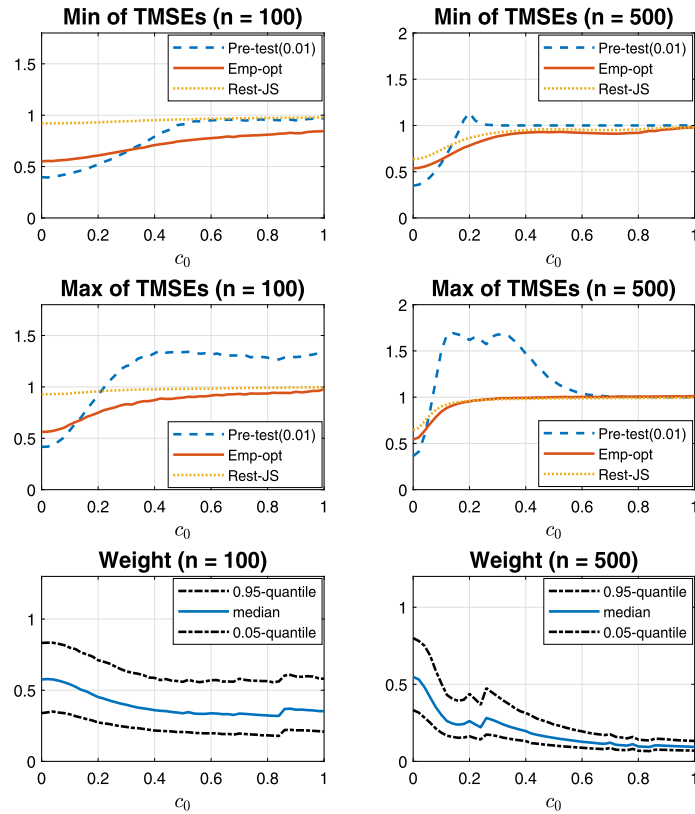 Min of TMSEs (n = 100)
1.5
1
0.5
0
Pre-test(0.01)
Emp-opt
Rest-JS
0 0.2 0.4 0.6 0.8 1
c0
Min of TMSEs (n = 500)
2
1.5
1
0.5
0
Pre-test(0.01)
Emp-opt
Rest-JS
0 0.2 0.4 0.6 0.8 1
c0
Max of TMSEs (n = 100)
1.5
1
0.5
0
Pre-test(0.01)
Emp-opt
Rest-JS
0 0.2 0.4 0.6 0.8 1
c0
Max of TMSEs (n = 500)
2
1.5
1
0.5
0
Pre-test(0.01)
Emp-opt
Rest-JS
0 0.2 0.4 0.6 0.8 1
c0
Weight (n = 100)
1
0.5
0
0.95-quantile
median
0.05-quantile
0 0.2 0.4 0.6 0.8 1
c0
Weight (n = 500)
1
0.5
0
0.95-quantile
median
0.05-quantile
0 0.2 0.4 0.6 0.8 1
c0